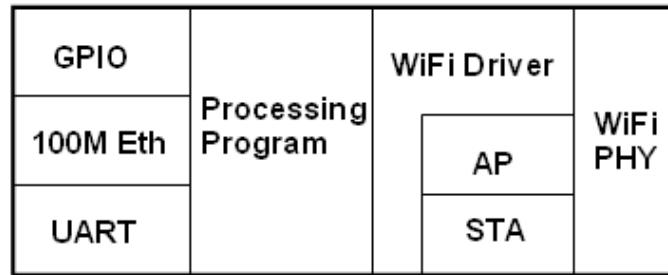 GPIO
100M Eth
UART
Processing
Program
WiFi Driver
AP
STA
WiFi
PHY